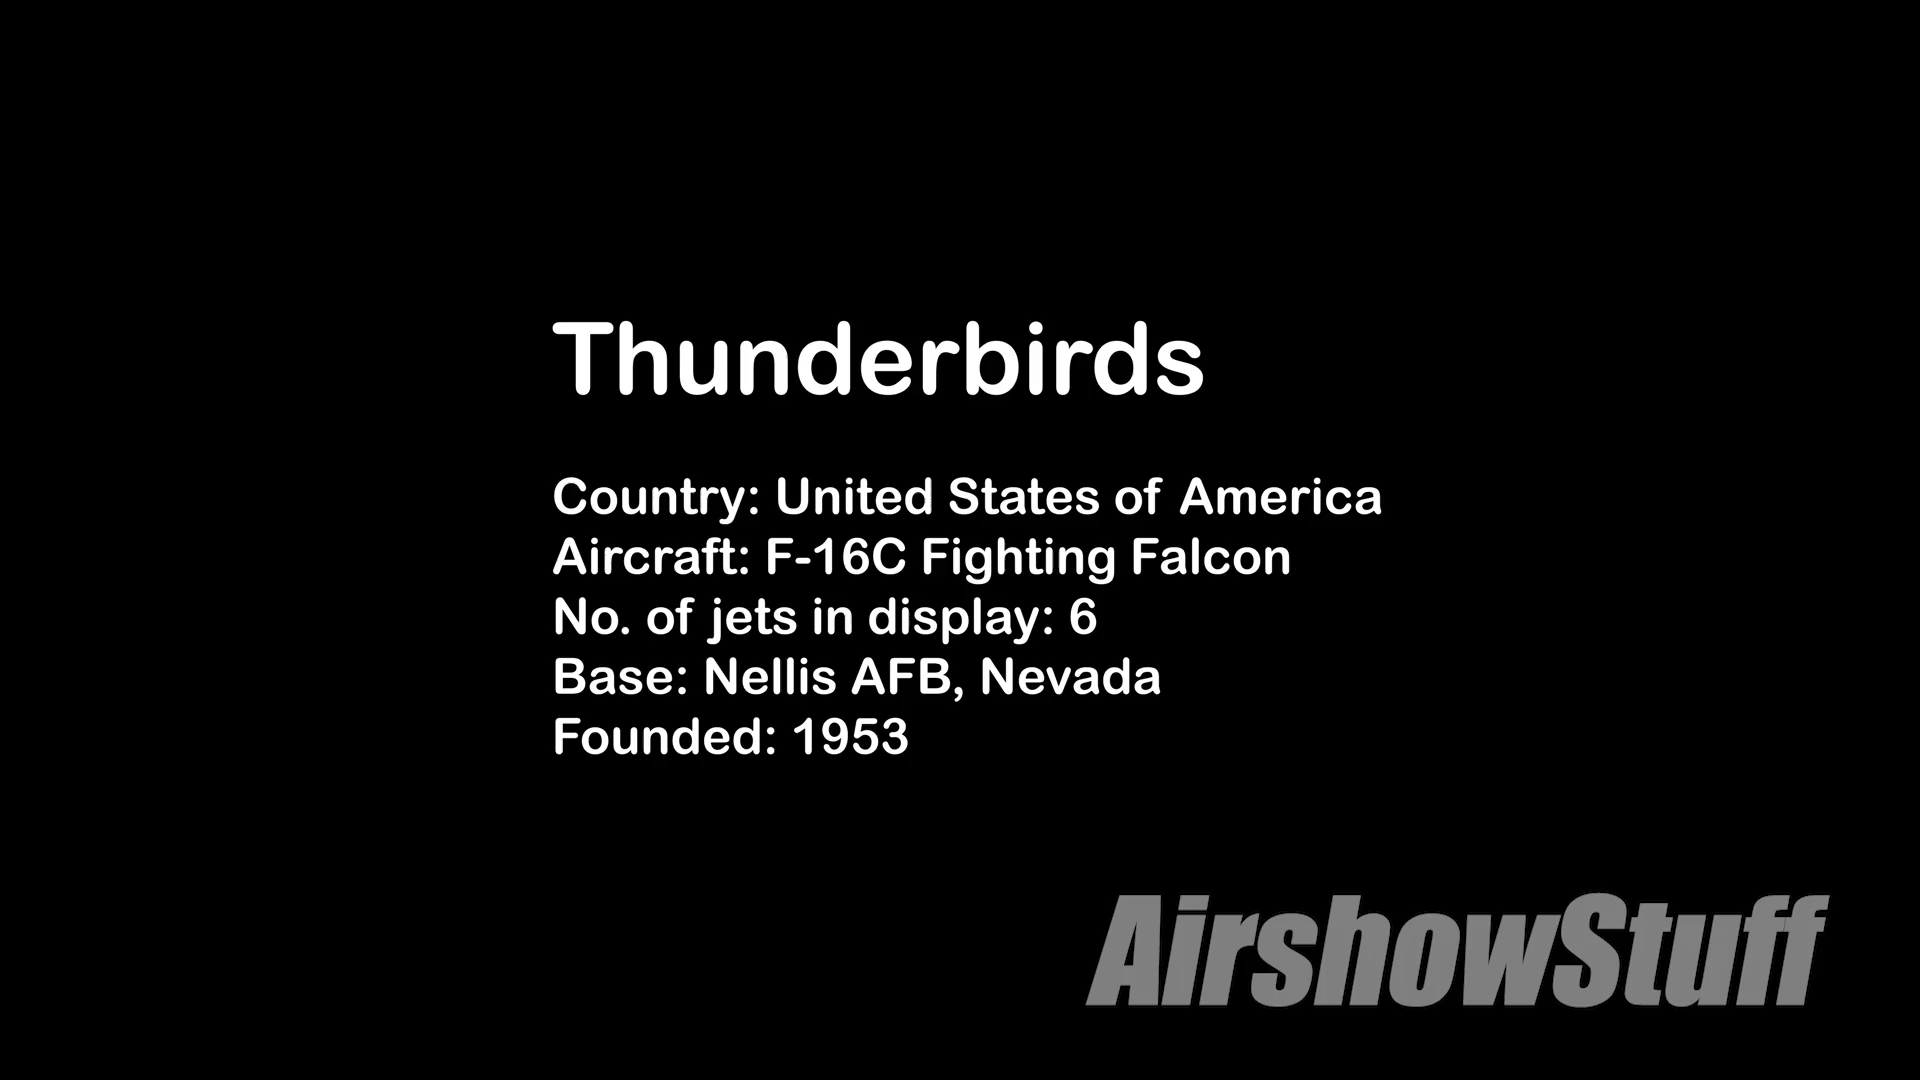 Thunderbirds
Country: United States of America
Aircraft: F-16C Fighting Falcon
No. of jets in display: 6
Base: Nellis AFB, Nevada
Founded: 1953
AirshowStuff